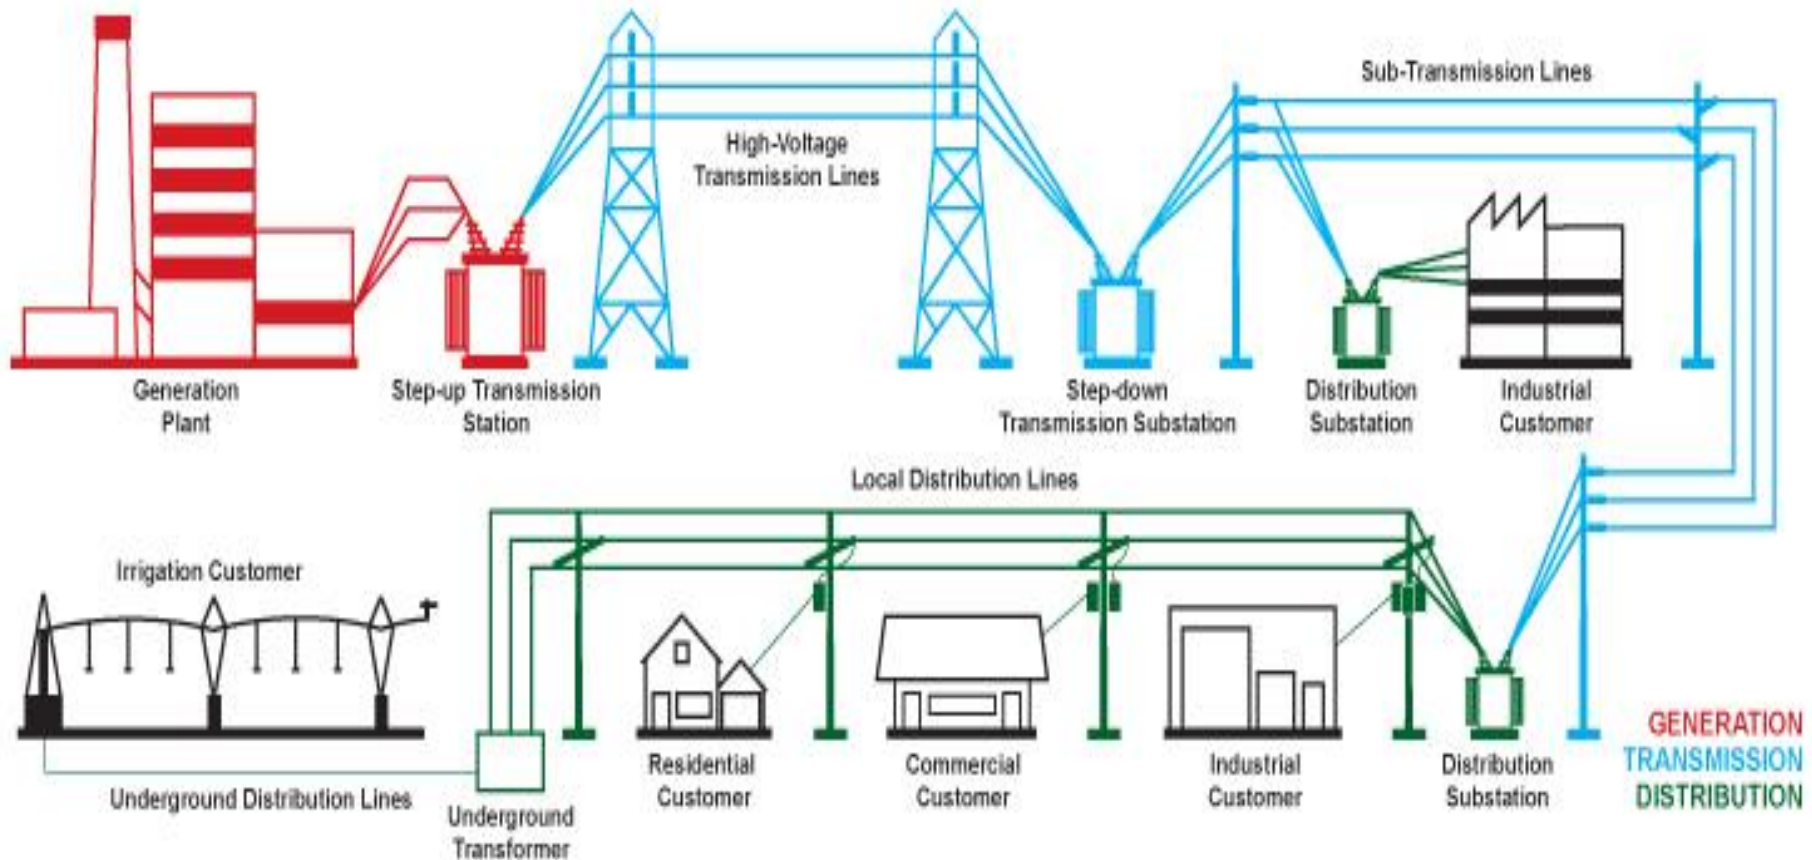 Sub-Transmission Lines
High-Voltage
Transmission Lines
Generation
Plant
Step-up Transmission
Station
Step-down
Transmission Substation
Distribution
Substation
Industrial
Customer
Local Distribution Lines
Irrigation Customer
Underground Distribution Lines
Underground
Transformer
Residential
Customer
Commercial
Customer
Industrial
Customer
Distribution
Substation
GENERATION
TRANSMISSION
DISTRIBUTION